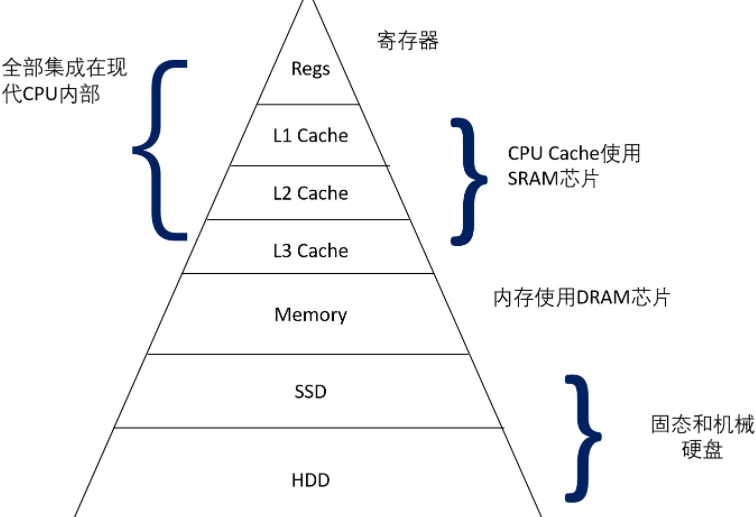 寄存器
全部集成在现
代CPU内部
Regs
L1 Cache
CPU Cache使用
SRAM芯片
L2 Cache
L3 Cache
内存使用DRAM芯片
Memory
SSD
固态和机械
硬盘
HDD